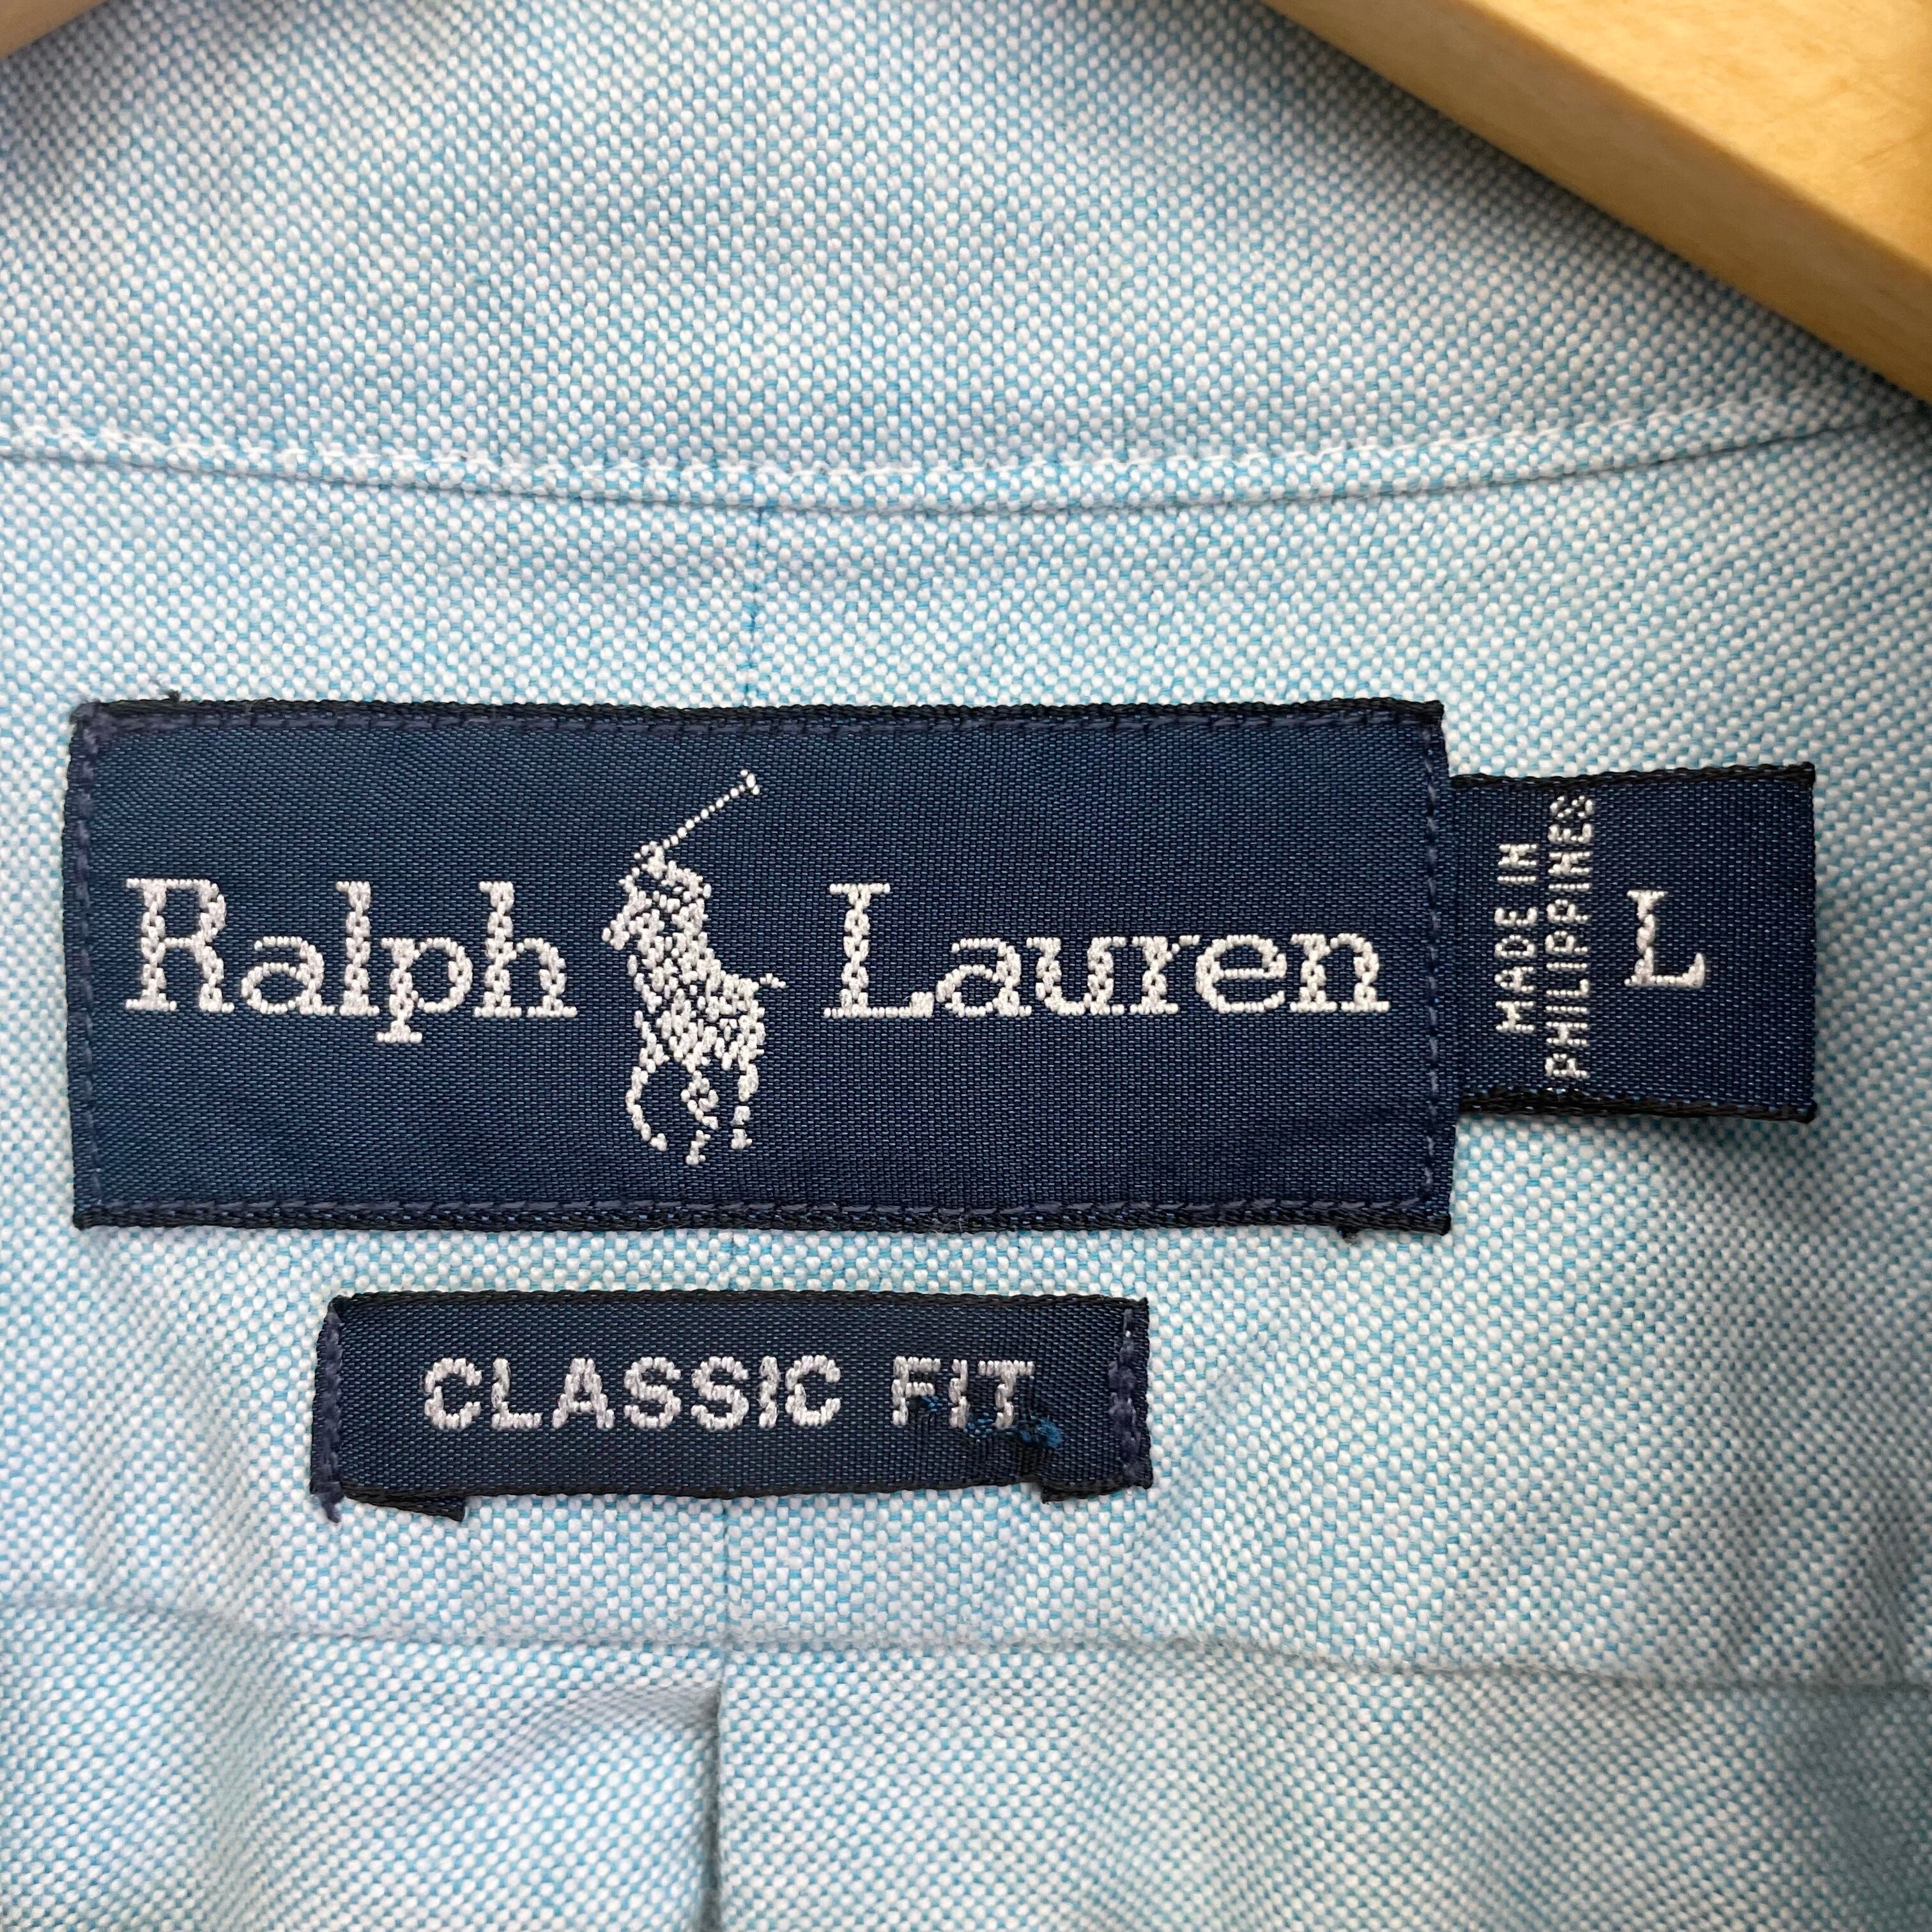 Ralph Lauren
MADE IN
PHILIPPINES
L
CLASSIC FIT